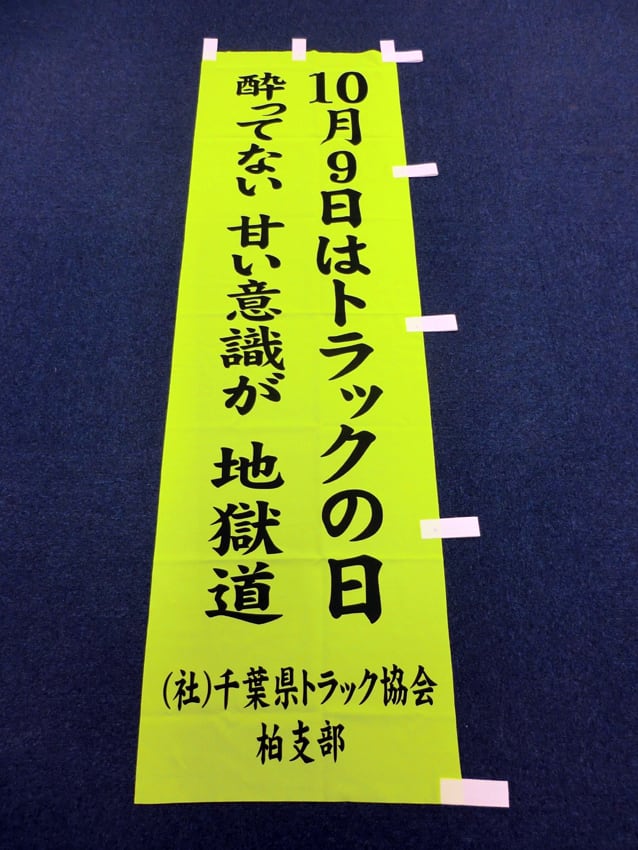 10月9日はトラックの日
酔ってない 甘い意識が 地獄道
(社)千葉県トラック協会
柏支部